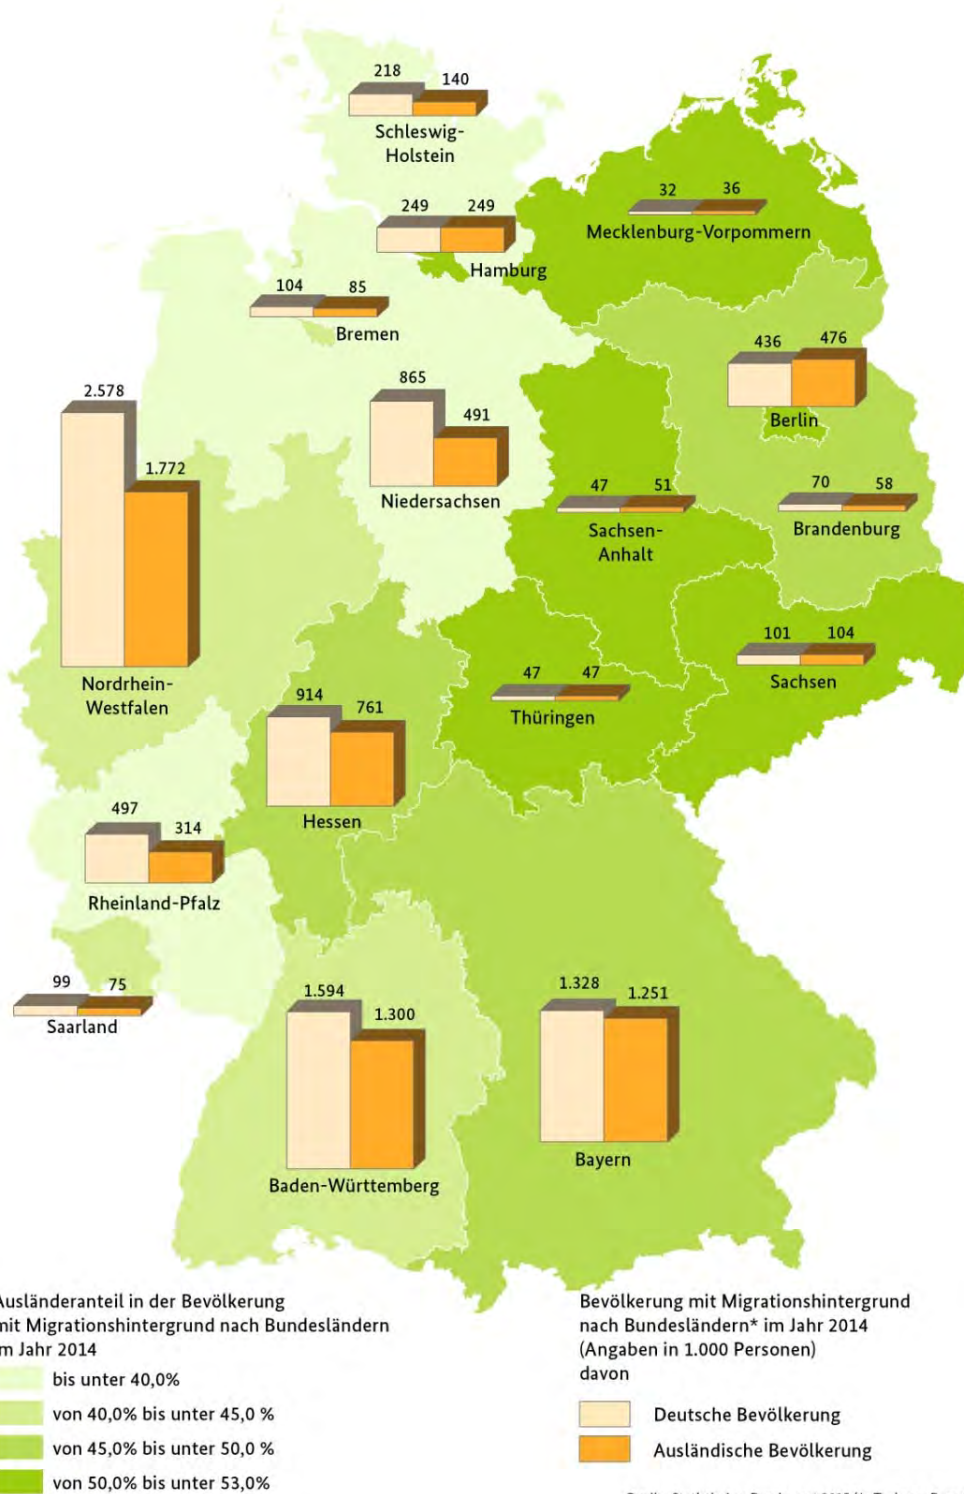 218 140
Schleswig-
Holstein
32 36
Mecklenburg-Vorpommern
249 249
Hamburg
104 85
Bremen
436 476
Berlin
865 491
Niedersachsen
2.578
1.772
Nordrhein-
Westfalen
47 51
Sachsen-
Anhalt
70 58
Brandenburg
101 104
Sachsen
47 47
Thüringen
914 761
Hessen
497 314
Rheinland-Pfalz
99 75
Saarland
1.594
1.300
Baden-Württemberg
1.328 1.251
Bayern
Ausländeranteil in der Bevölkerung
mit Migrationshintergrund nach Bundesländern
im Jahr 2014
bis unter 40,0%
von 40,0% bis unter 45,0 %
von 45,0% bis unter 50,0 %
von 50,0% bis unter 53,0%
Bevölkerung mit Migrationshintergrund
nach Bundesländern* im Jahr 2014
(Angaben in 1.000 Personen)
davon
Deutsche Bevölkerung
Ausländische Bevölkerung